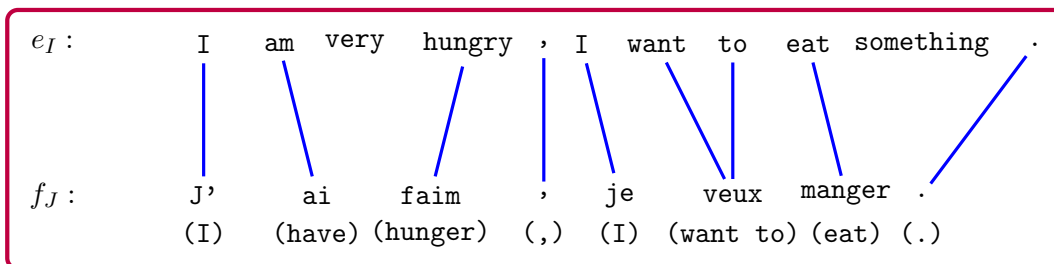 e_I : I am very hungry , I want to eat something .
f_J : J' ai faim , je veux manger .
(I) (have) (hunger) (,) (I) (want to) (eat) (.)